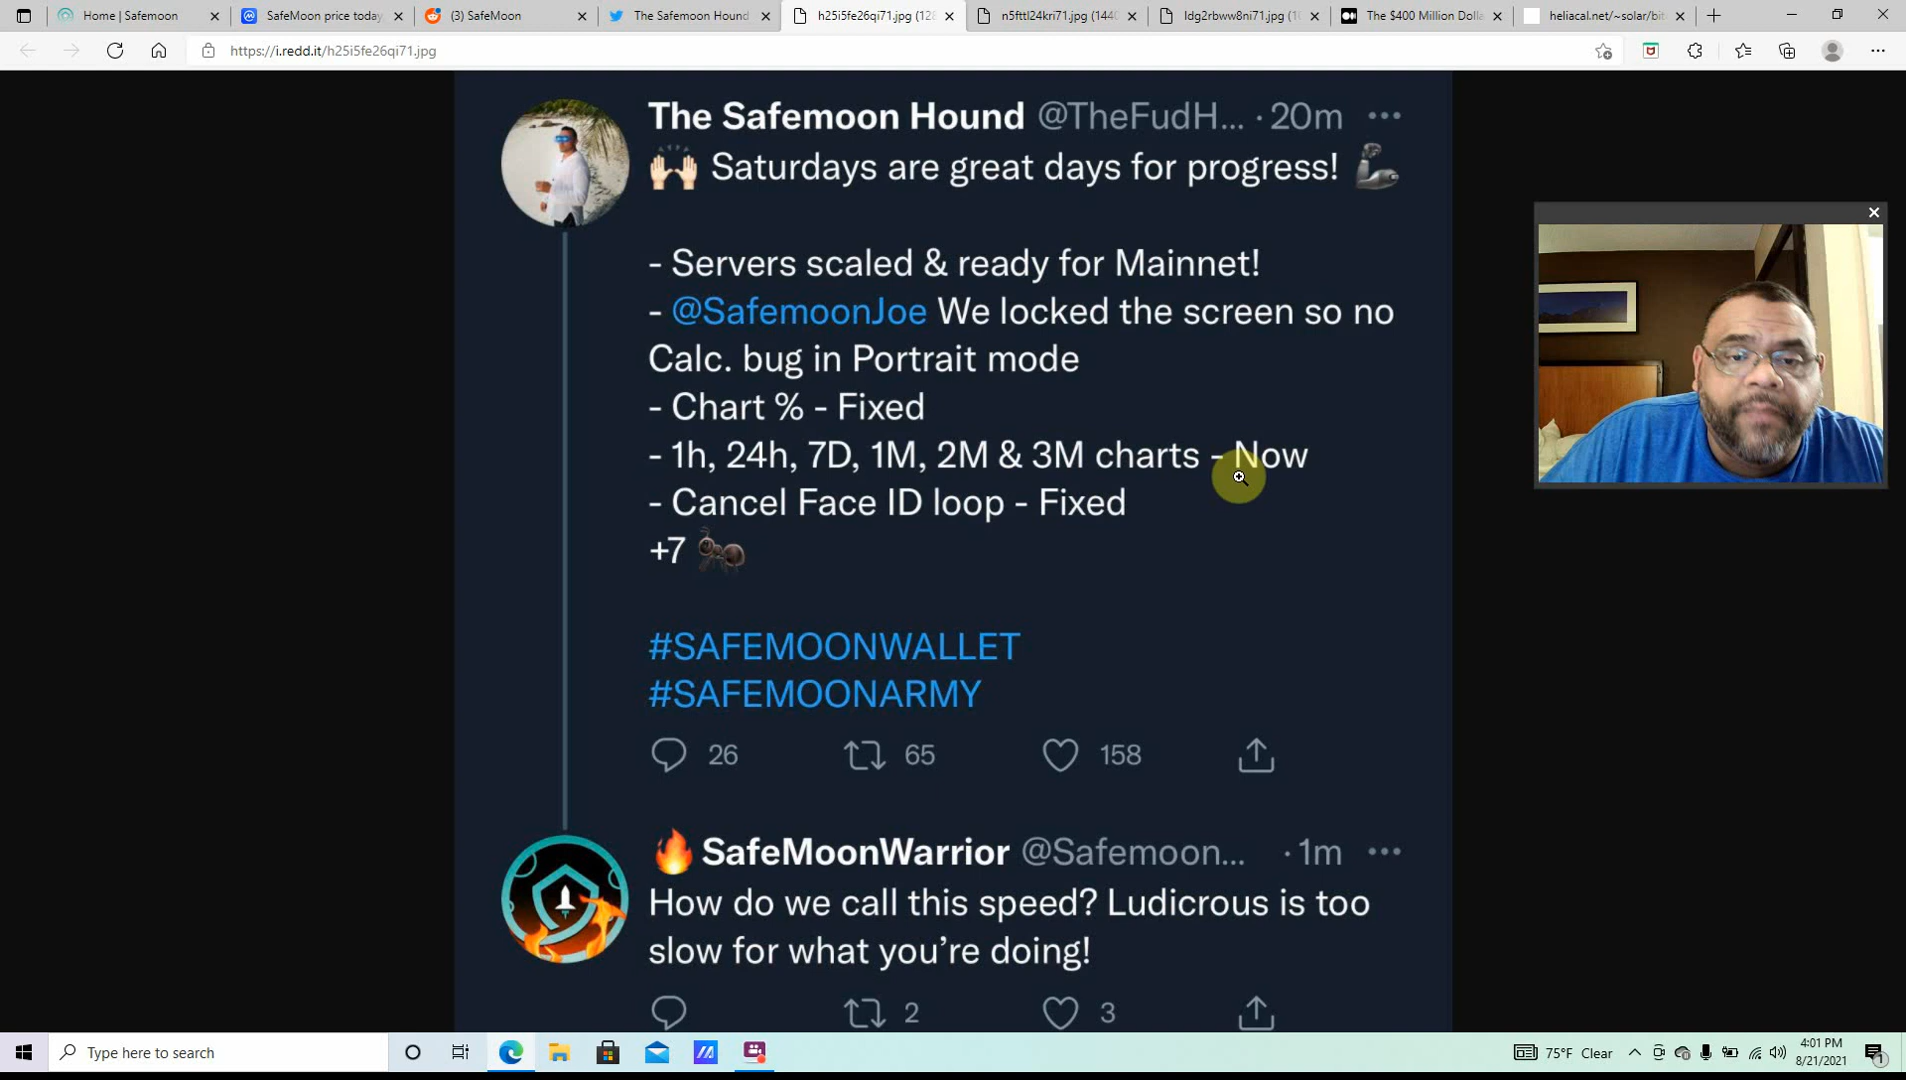 Home | Safemoon
SafeMoon price today
(3) SafeMoon
The Safemoon Hound
h25i5fe26qi71.jpg (128
n5fttl24kri71.jpg (1440
ldg2rbww8ni71.jpg (10
The $400 Million Dolla
heliacal.net/~solar/bit
https://i.redd.it/h25i5fe26qi71.jpg
The Safemoon Hound @TheFudH... · 20m
🙌🏻 Saturdays are great days for progress! 🦾
- Servers scaled & ready for Mainnet!
- @SafemoonJoe We locked the screen so no
Calc. bug in Portrait mode
- Chart % - Fixed
- 1h, 24h, 7D, 1M, 2M & 3M charts - Now
- Cancel Face ID loop - Fixed
+7 🐜
#SAFEMOONWALLET
#SAFEMOONARMY
26 65 158
🔥 SafeMoonWarrior @Safemoon... · 1m
How do we call this speed? Ludicrous is too
slow for what you’re doing!
2 3
Type here to search
75°F Clear
4:01 PM
8/21/2021
1